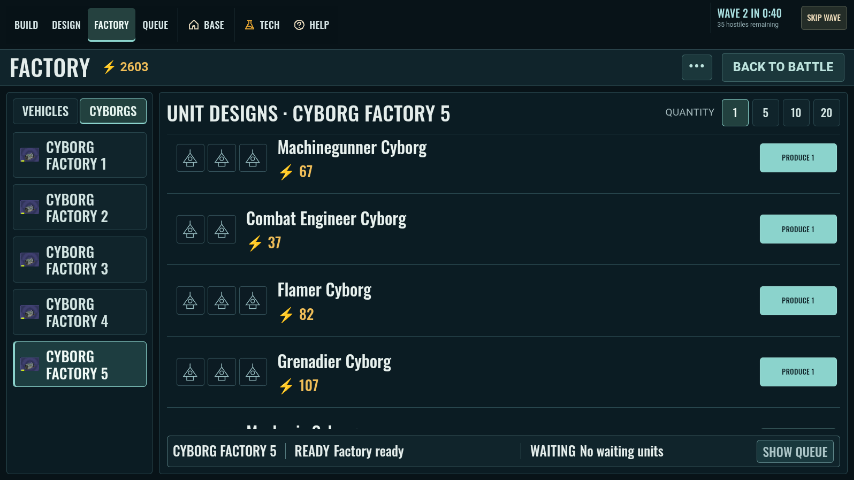 BUILD DESIGN FACTORY QUEUE BASE TECH HELP
WAVE 2 IN 0:40
35 hostiles remaining
SKIP WAVE
FACTORY 2603
••• BACK TO BATTLE
VEHICLES CYBORGS
CYBORG FACTORY 1
CYBORG FACTORY 2
CYBORG FACTORY 3
CYBORG FACTORY 4
CYBORG FACTORY 5
UNIT DESIGNS · CYBORG FACTORY 5
QUANTITY 1 5 10 20
Machinegunner Cyborg
67
PRODUCE 1
Combat Engineer Cyborg
37
PRODUCE 1
Flamer Cyborg
82
PRODUCE 1
Grenadier Cyborg
107
PRODUCE 1
CYBORG FACTORY 5 READY Factory ready WAITING No waiting units SHOW QUEUE